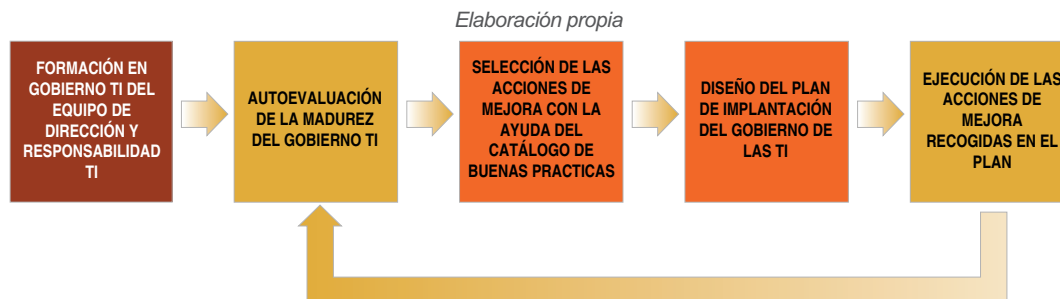 Elaboración propia
FORMACIÓN EN
GOBIERNO TI DEL
EQUIPO DE
DIRECCIÓN Y
RESPONSABILIDAD
TI
AUTOEVALUACIÓN
DE LA MADUREZ
DEL GOBIERNO TI
SELECCIÓN DE LAS
ACCIONES DE
MEJORA CON LA
AYUDA DEL
CATÁLOGO DE
BUENAS PRACTICAS
DISEÑO DEL PLAN
DE IMPLANTACIÓN
DEL GOBIERNO DE
LAS TI
EJECUCIÓN DE LAS
ACCIONES DE
MEJORA
RECOGIDAS EN EL
PLAN